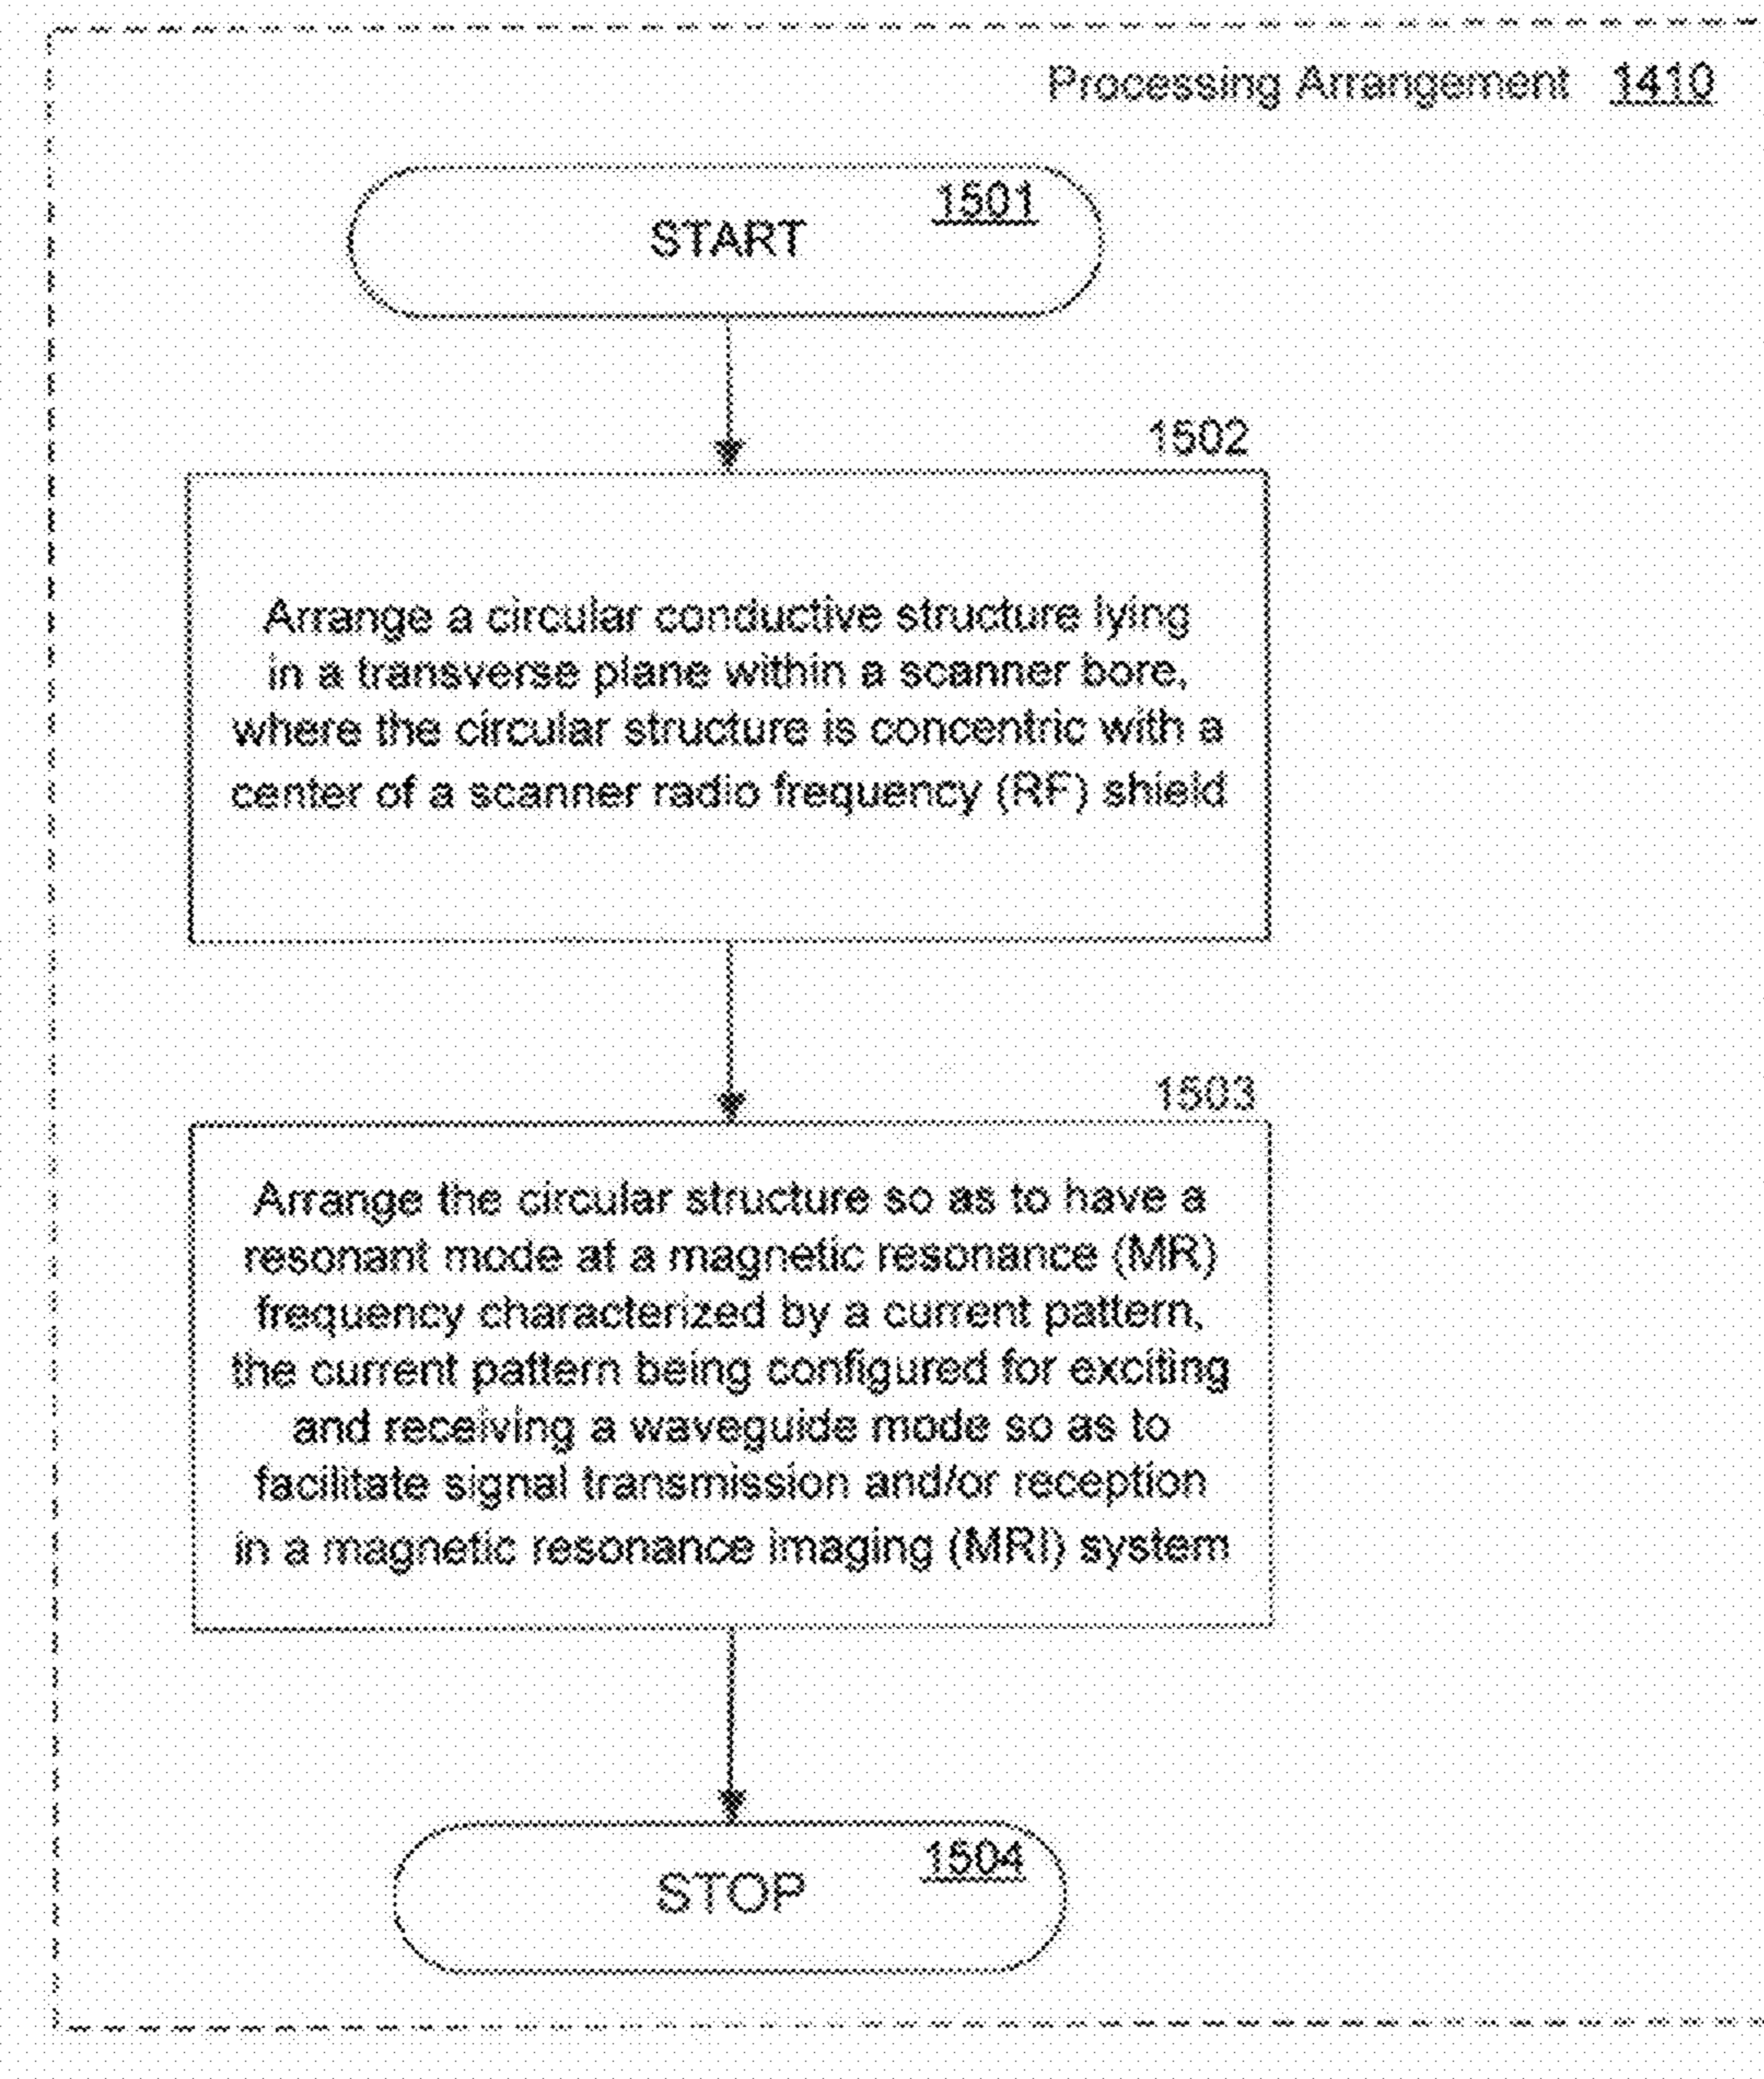 Processing Arrangement 1410
1501
START
1502
Arrange a circular conductive structure lying
in a transverse plane within a scanner bore,
where the circular structure is concentric with a
center of a scanner radio frequency (RF) shield
1503
Arrange the circular structure so as to have a
resonant mode at a magnetic resonance (MR)
frequency characterized by a current pattern,
the current pattern being configured for exciting
and receiving a waveguide mode so as to
facilitate signal transmission and/or reception
in a magnetic resonance imaging (MRI) system
1504
STOP